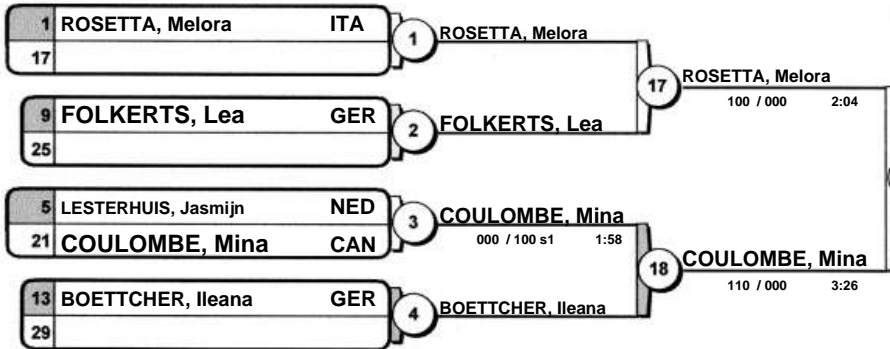 1 ROSETTA, Melora ITA
17
1 ROSETTA, Melora
9 FOLKERTS, Lea GER
25
2 FOLKERTS, Lea
17 ROSETTA, Melora
100 / 000 2:04
5 LESTERHUIS, Jasmijn NED
21 COULOMBE, Mina CAN
3 COULOMBE, Mina
000 / 100 s1 1:58
13 BOETTCHER, Ileana GER
29
4 BOETTCHER, Ileana
18 COULOMBE, Mina
110 / 000 3:26